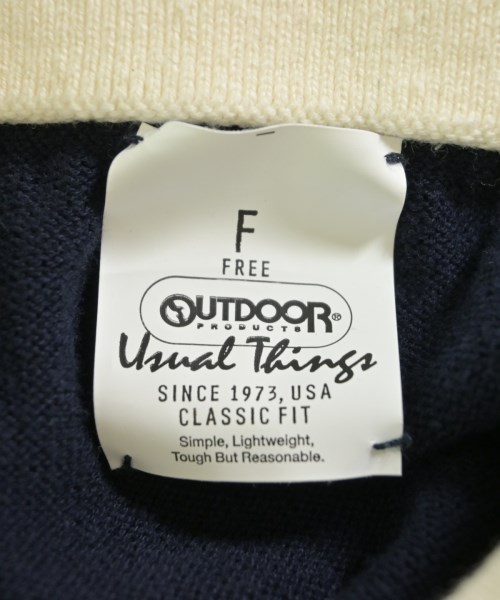 F
FREE
OUTDOOR®
PRODUCTS
Usual Things
SINCE 1973, USA
CLASSIC FIT
Simple, Lightweight,
Tough But Reasonable.